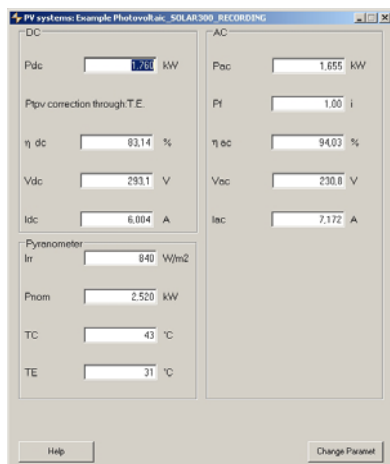 PV systems: Example Photovoltaic_SOLAR300_RECORDING
DC
Pdc 1,760 kW
Ptpv correction through:T.E.
η dc 83,14 %
Vdc 293,1 V
Idc 6,004 A
Pyranometer
Irr 840 W/m2
Pnom 2,520 kW
TC 43 °C
TE 31 °C
AC
Pac 1,655 kW
Pf 1,00 i
η ac 94,03 %
Vac 230,8 V
Iac 7,172 A
Help
Change Paramet